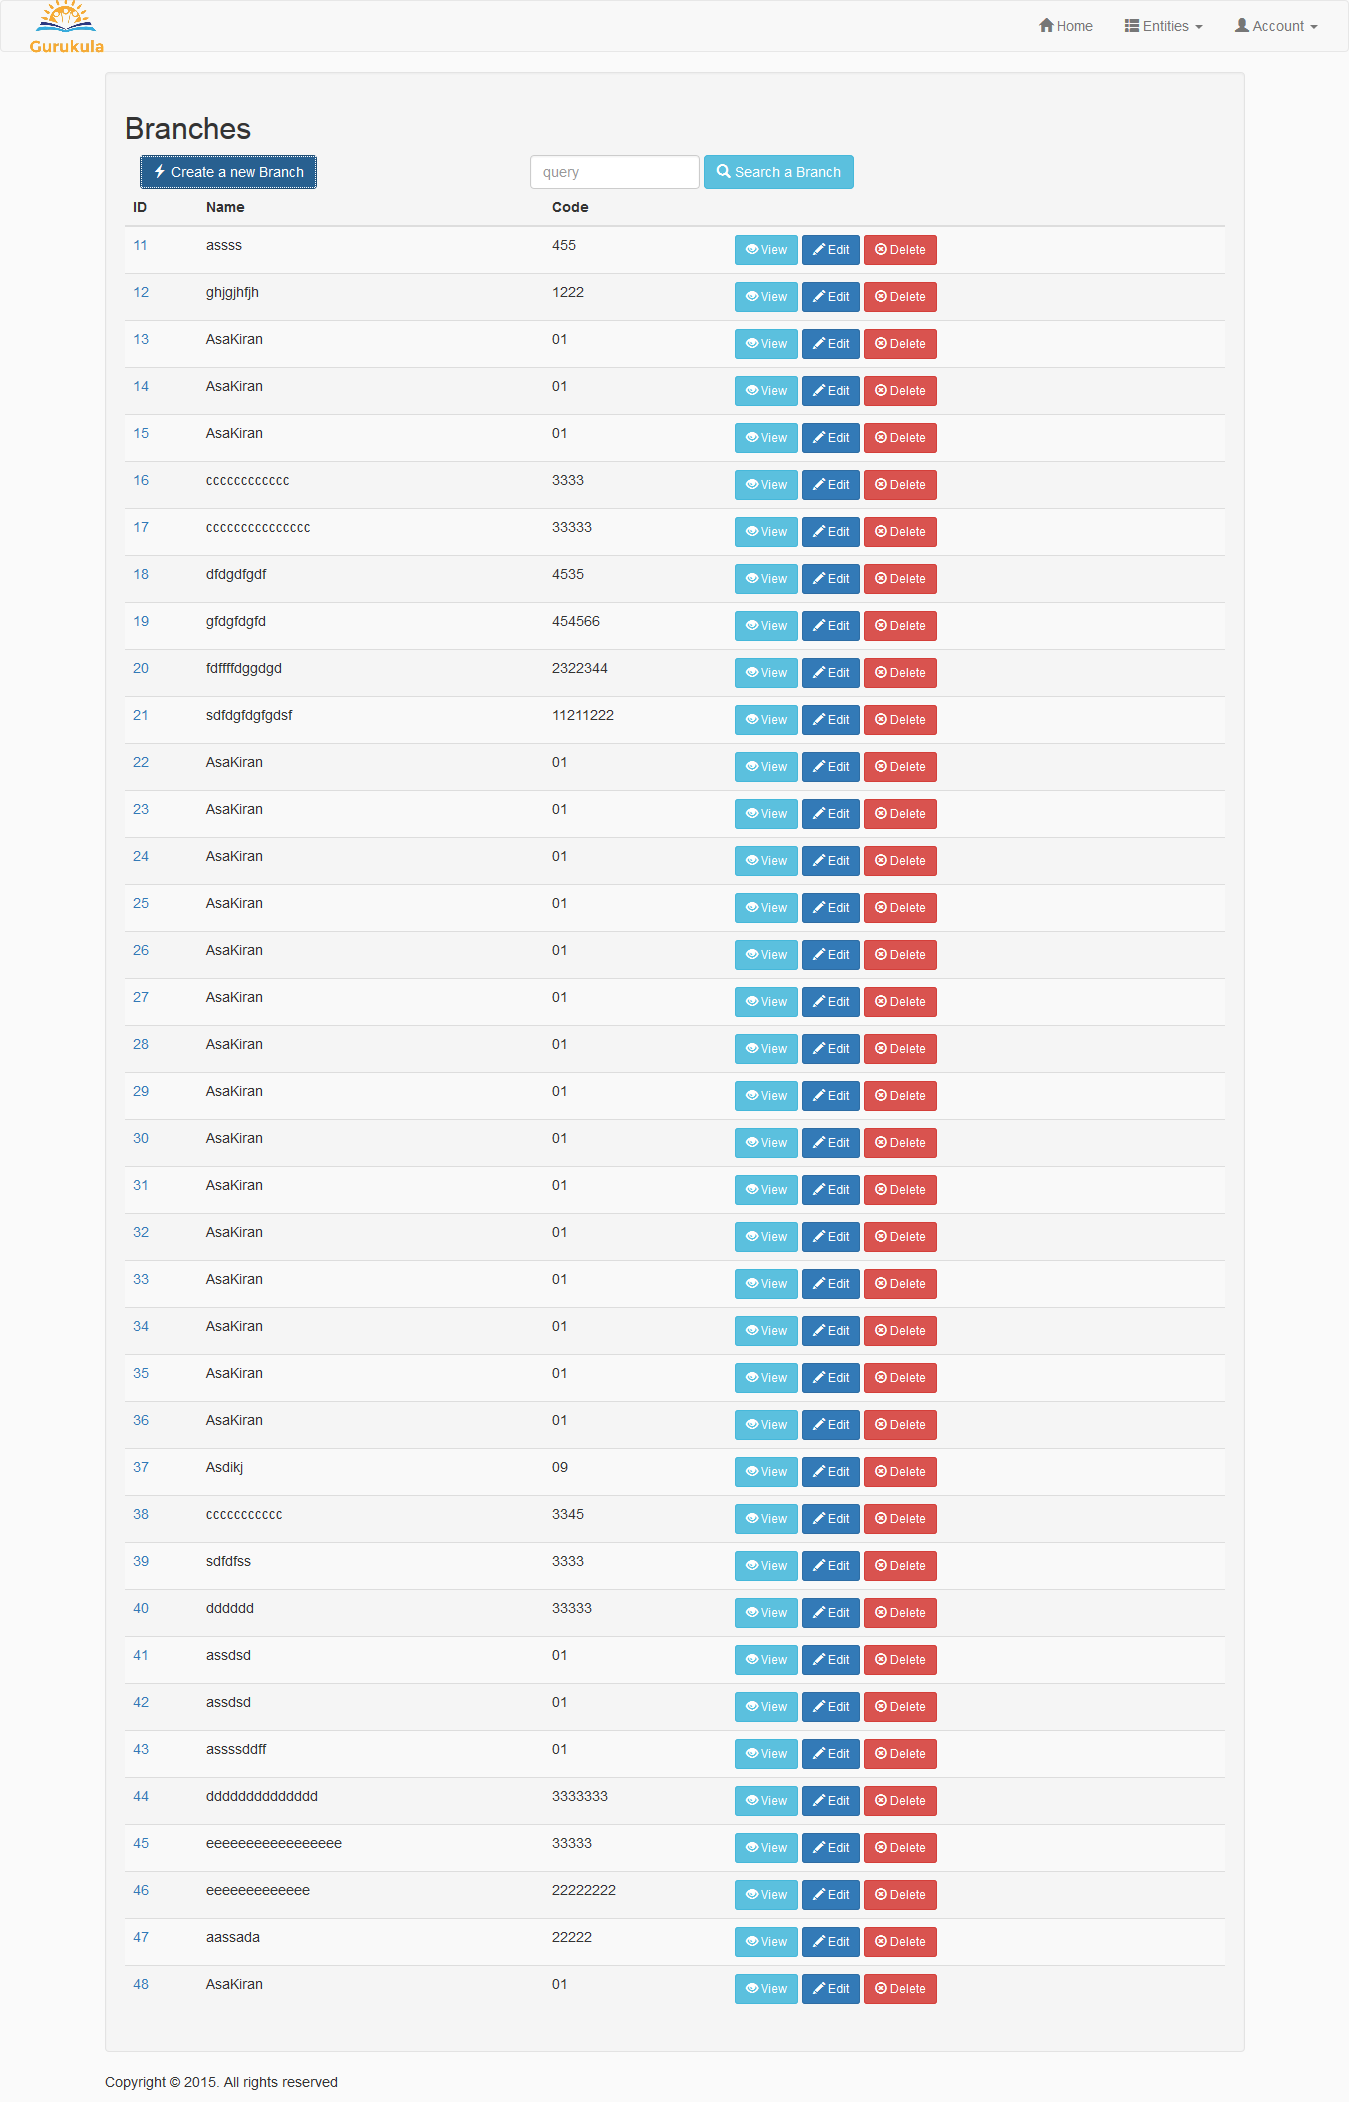 Gurukula
Home Entities Account
Branches
Create a new Branch query Search a Branch
ID Name Code
11 assss 455 View Edit Delete
12 ghjgjhfjh 1222 View Edit Delete
13 AsaKiran 01 View Edit Delete
14 AsaKiran 01 View Edit Delete
15 AsaKiran 01 View Edit Delete
16 cccccccccccc 3333 View Edit Delete
17 ccccccccccccccc 33333 View Edit Delete
18 dfdgdfgdf 4535 View Edit Delete
19 gfdgfdgfd 454566 View Edit Delete
20 fdffffdggdgd 2322344 View Edit Delete
21 sdfdgfdgfgdsf 11211222 View Edit Delete
22 AsaKiran 01 View Edit Delete
23 AsaKiran 01 View Edit Delete
24 AsaKiran 01 View Edit Delete
25 AsaKiran 01 View Edit Delete
26 AsaKiran 01 View Edit Delete
27 AsaKiran 01 View Edit Delete
28 AsaKiran 01 View Edit Delete
29 AsaKiran 01 View Edit Delete
30 AsaKiran 01 View Edit Delete
31 AsaKiran 01 View Edit Delete
32 AsaKiran 01 View Edit Delete
33 AsaKiran 01 View Edit Delete
34 AsaKiran 01 View Edit Delete
35 AsaKiran 01 View Edit Delete
36 AsaKiran 01 View Edit Delete
37 Asdikj 09 View Edit Delete
38 ccccccccccc 3345 View Edit Delete
39 sdfdfss 3333 View Edit Delete
40 dddddd 33333 View Edit Delete
41 assdsd 01 View Edit Delete
42 assdsd 01 View Edit Delete
43 assssddff 01 View Edit Delete
44 dddddddddddddd 3333333 View Edit Delete
45 eeeeeeeeeeeeeeeee 33333 View Edit Delete
46 eeeeeeeeeeeee 22222222 View Edit Delete
47 aassada 22222 View Edit Delete
48 AsaKiran 01 View Edit Delete
Copyright © 2015. All rights reserved